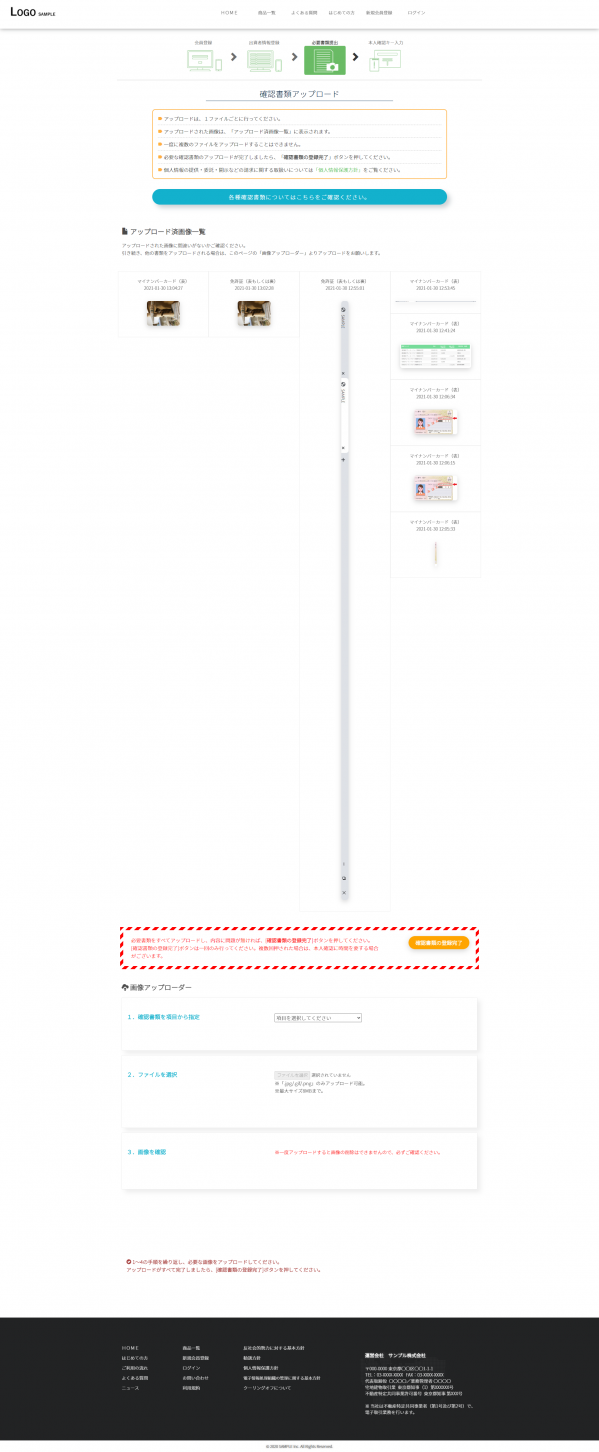 LOGO SAMPLE
HOME 商品一覧 よくある質問 はじめての方 新規会員登録 ログイン
会員登録 出資者情報登録 必要書類提出 本人確認キー入力
確認書類アップロード
アップロードは、1ファイルごとに行ってください。
アップロードされた画像は、「アップロード済画像一覧」に表示されます。
一度に複数のファイルをアップロードすることはできません。
必要な確認書類のアップロードが完了しましたら、「確認書類の登録完了」ボタンを押してください。
個人情報の提供・委託・開示などの請求に関する取扱いについては「個人情報保護方針」をご覧ください。
各種確認書類についてはこちらをご確認ください。
アップロード済画像一覧
アップロードされた画像に間違いがないかご確認ください。
引き続き、他の書類をアップロードされる場合は、このページの「画像アップローダー」よりアップロードをお願いします。
マイナンバーカード（表）
2021-01-30 13:04:27
免許証（表もしくは裏）
2021-01-30 13:02:20
免許証（表もしくは裏）
2021-01-30 12:55:01
マイナンバーカード（表）
2021-01-30 12:53:45
マイナンバーカード（表）
2021-01-30 12:41:24
マイナンバーカード（表）
2021-01-30 12:06:34
マイナンバーカード（表）
2021-01-30 12:06:15
マイナンバーカード（表）
2021-01-30 12:05:33
必要書類をすべてアップロードし、内容に問題が無ければ、[確認書類の登録完了]ボタンを押してください。
[確認書類の登録完了]ボタンは一回のみ行ってください。複数回押された場合は、本人確認に時間を要する場合
がございます。
確認書類の登録完了
画像アップローダー
1．確認書類を項目から指定
項目を選択してください
2．ファイルを選択
ファイルを選択 選択されていません
※「.jpg/.gif/.png」のみアップロード可能。
※最大サイズ8MBまで。
3．画像を確認
※一度アップロードすると画像の削除はできませんので、必ずご確認ください。
1〜4の手順を繰り返し、必要な画像をアップロードしてください。
アップロードがすべて完了しましたら、[確認書類の登録完了]ボタンを押してください。
HOME 商品一覧 反社会的勢力に対する基本方針
はじめての方 新規会員登録 勧誘方針
ご利用の流れ ログイン 個人情報保護方針
よくある質問 お問い合わせ 電子情報処理組織の管理に関する基本方針
ニュース 利用規約 クーリングオフについて
運営会社 サンプル株式会社
〒000-0000 東京都〇〇区〇〇1-1-1
TEL：03-XXXX-XXXX FAX：03-XXXX-XXXX
代表取締役 〇〇〇〇／業務管理者 〇〇〇〇
宅地建物取引業 東京都知事（1）第XXXXXX号
不動産特定共同事業許可番号 東京都知事 第XXX号
※ 当社は不動産特定共同事業者（第1号及び第2号）で、
電子取引業務を行います。